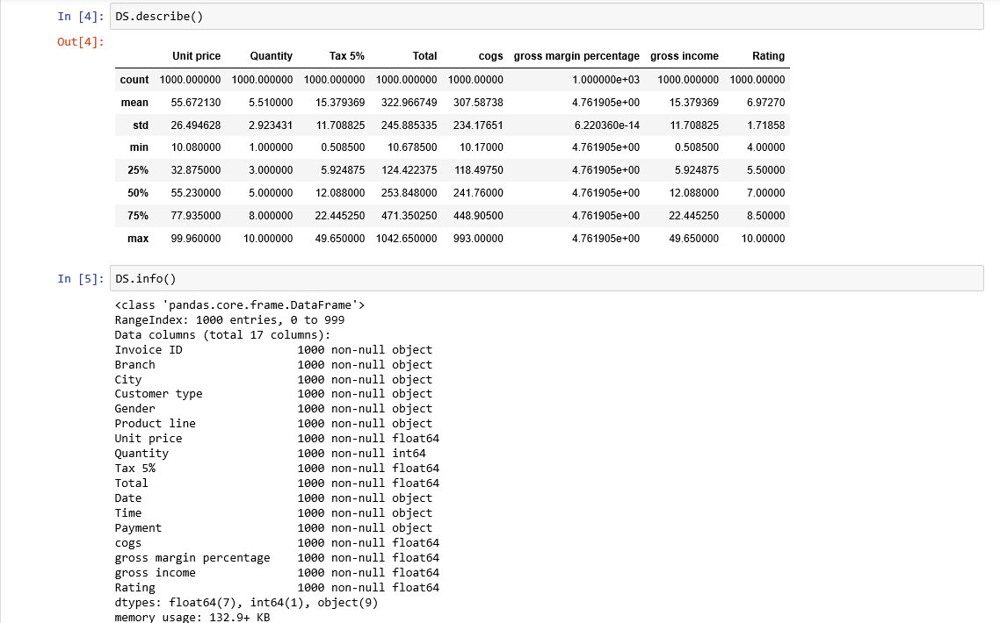 In [4]: DS.describe()
Out[4]:
Unit price Quantity Tax 5% Total cogs gross margin percentage gross income Rating
count 1000.000000 1000.000000 1000.000000 1000.000000 1000.00000 1.000000e+03 1000.000000 1000.00000
mean 55.672130 5.510000 15.379369 322.966749 307.58738 4.761905e+00 15.379369 6.97270
std 26.494628 2.923431 11.708825 245.885335 234.17651 6.220360e-14 11.708825 1.71858
min 10.080000 1.000000 0.508500 10.678500 10.17000 4.761905e+00 0.508500 4.00000
25% 32.875000 3.000000 5.924875 124.422375 118.49750 4.761905e+00 5.924875 5.50000
50% 55.230000 5.000000 12.088000 253.848000 241.76000 4.761905e+00 12.088000 7.00000
75% 77.935000 8.000000 22.445250 471.350250 448.90500 4.761905e+00 22.445250 8.50000
max 99.960000 10.000000 49.650000 1042.650000 993.00000 4.761905e+00 49.650000 10.00000
In [5]: DS.info()
<class 'pandas.core.frame.DataFrame'>
RangeIndex: 1000 entries, 0 to 999
Data columns (total 17 columns):
Invoice ID 1000 non-null object
Branch 1000 non-null object
City 1000 non-null object
Customer type 1000 non-null object
Gender 1000 non-null object
Product line 1000 non-null object
Unit price 1000 non-null float64
Quantity 1000 non-null int64
Tax 5% 1000 non-null float64
Total 1000 non-null float64
Date 1000 non-null object
Time 1000 non-null object
Payment 1000 non-null object
cogs 1000 non-null float64
gross margin percentage 1000 non-null float64
gross income 1000 non-null float64
Rating 1000 non-null float64
dtypes: float64(7), int64(1), object(9)
memory usage: 132.9+ KB